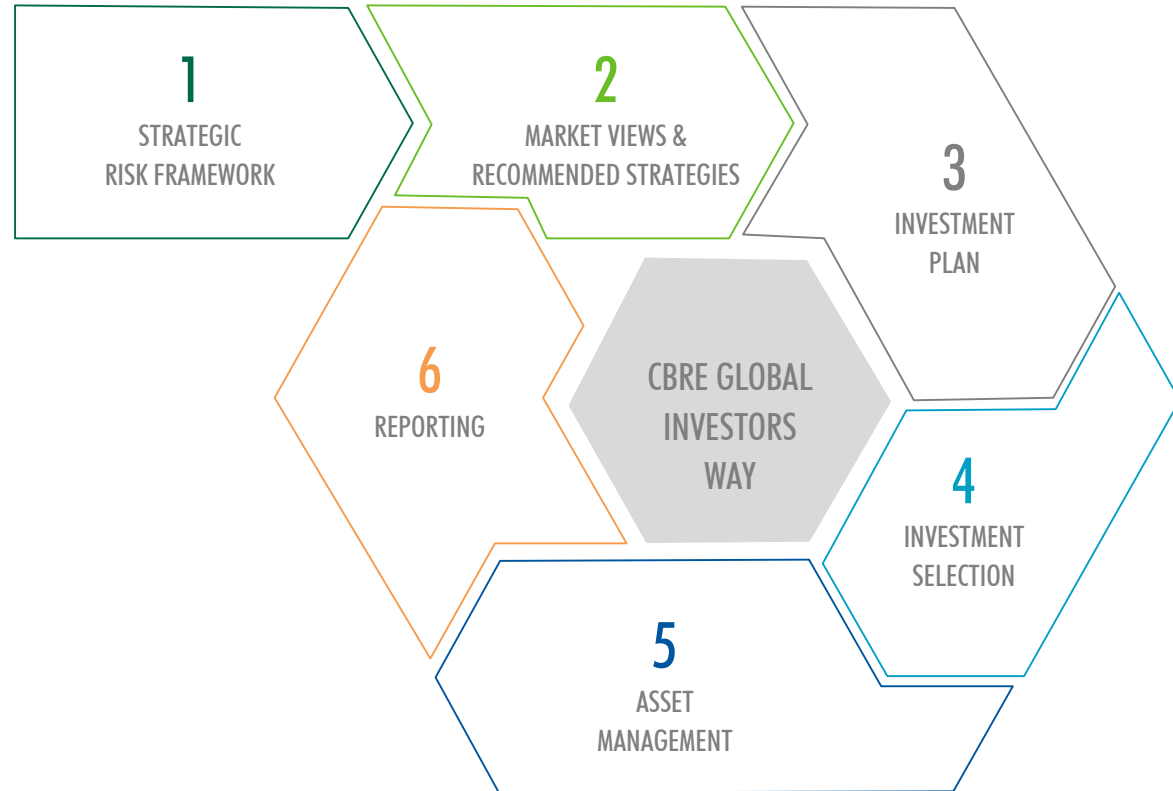 1
STRATEGIC
RISK FRAMEWORK
2
MARKET VIEWS &
RECOMMENDED STRATEGIES
3
INVESTMENT
PLAN
4
INVESTMENT
SELECTION
5
ASSET
MANAGEMENT
6
REPORTING
CBRE GLOBAL
INVESTORS
WAY